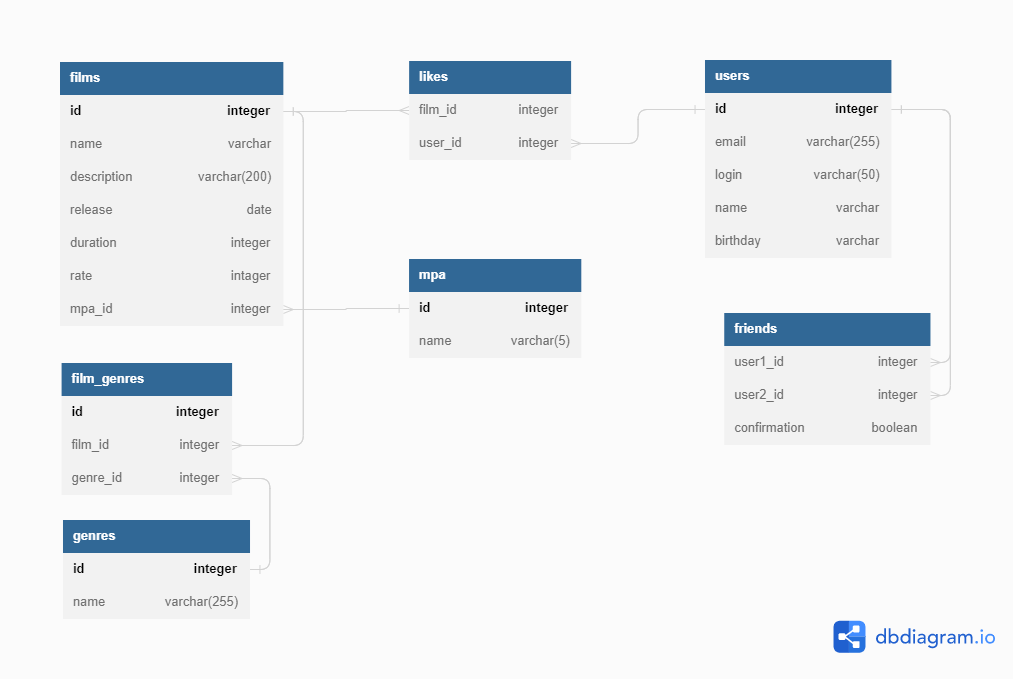 films
id integer
name varchar
description varchar(200)
release date
duration integer
rate intager
mpa_id integer
likes
film_id integer
user_id integer
users
id integer
email varchar(255)
login varchar(50)
name varchar
birthday varchar
mpa
id integer
name varchar(5)
friends
user1_id integer
user2_id integer
confirmation boolean
film_genres
id integer
film_id integer
genre_id integer
genres
id integer
name varchar(255)
dbdiagram.io